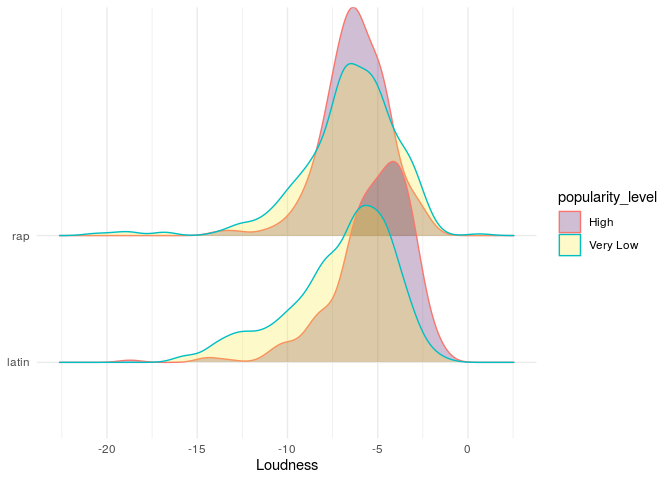 popularity_level
High
Very Low
rap
latin
-20 -15 -10 -5 0
Loudness